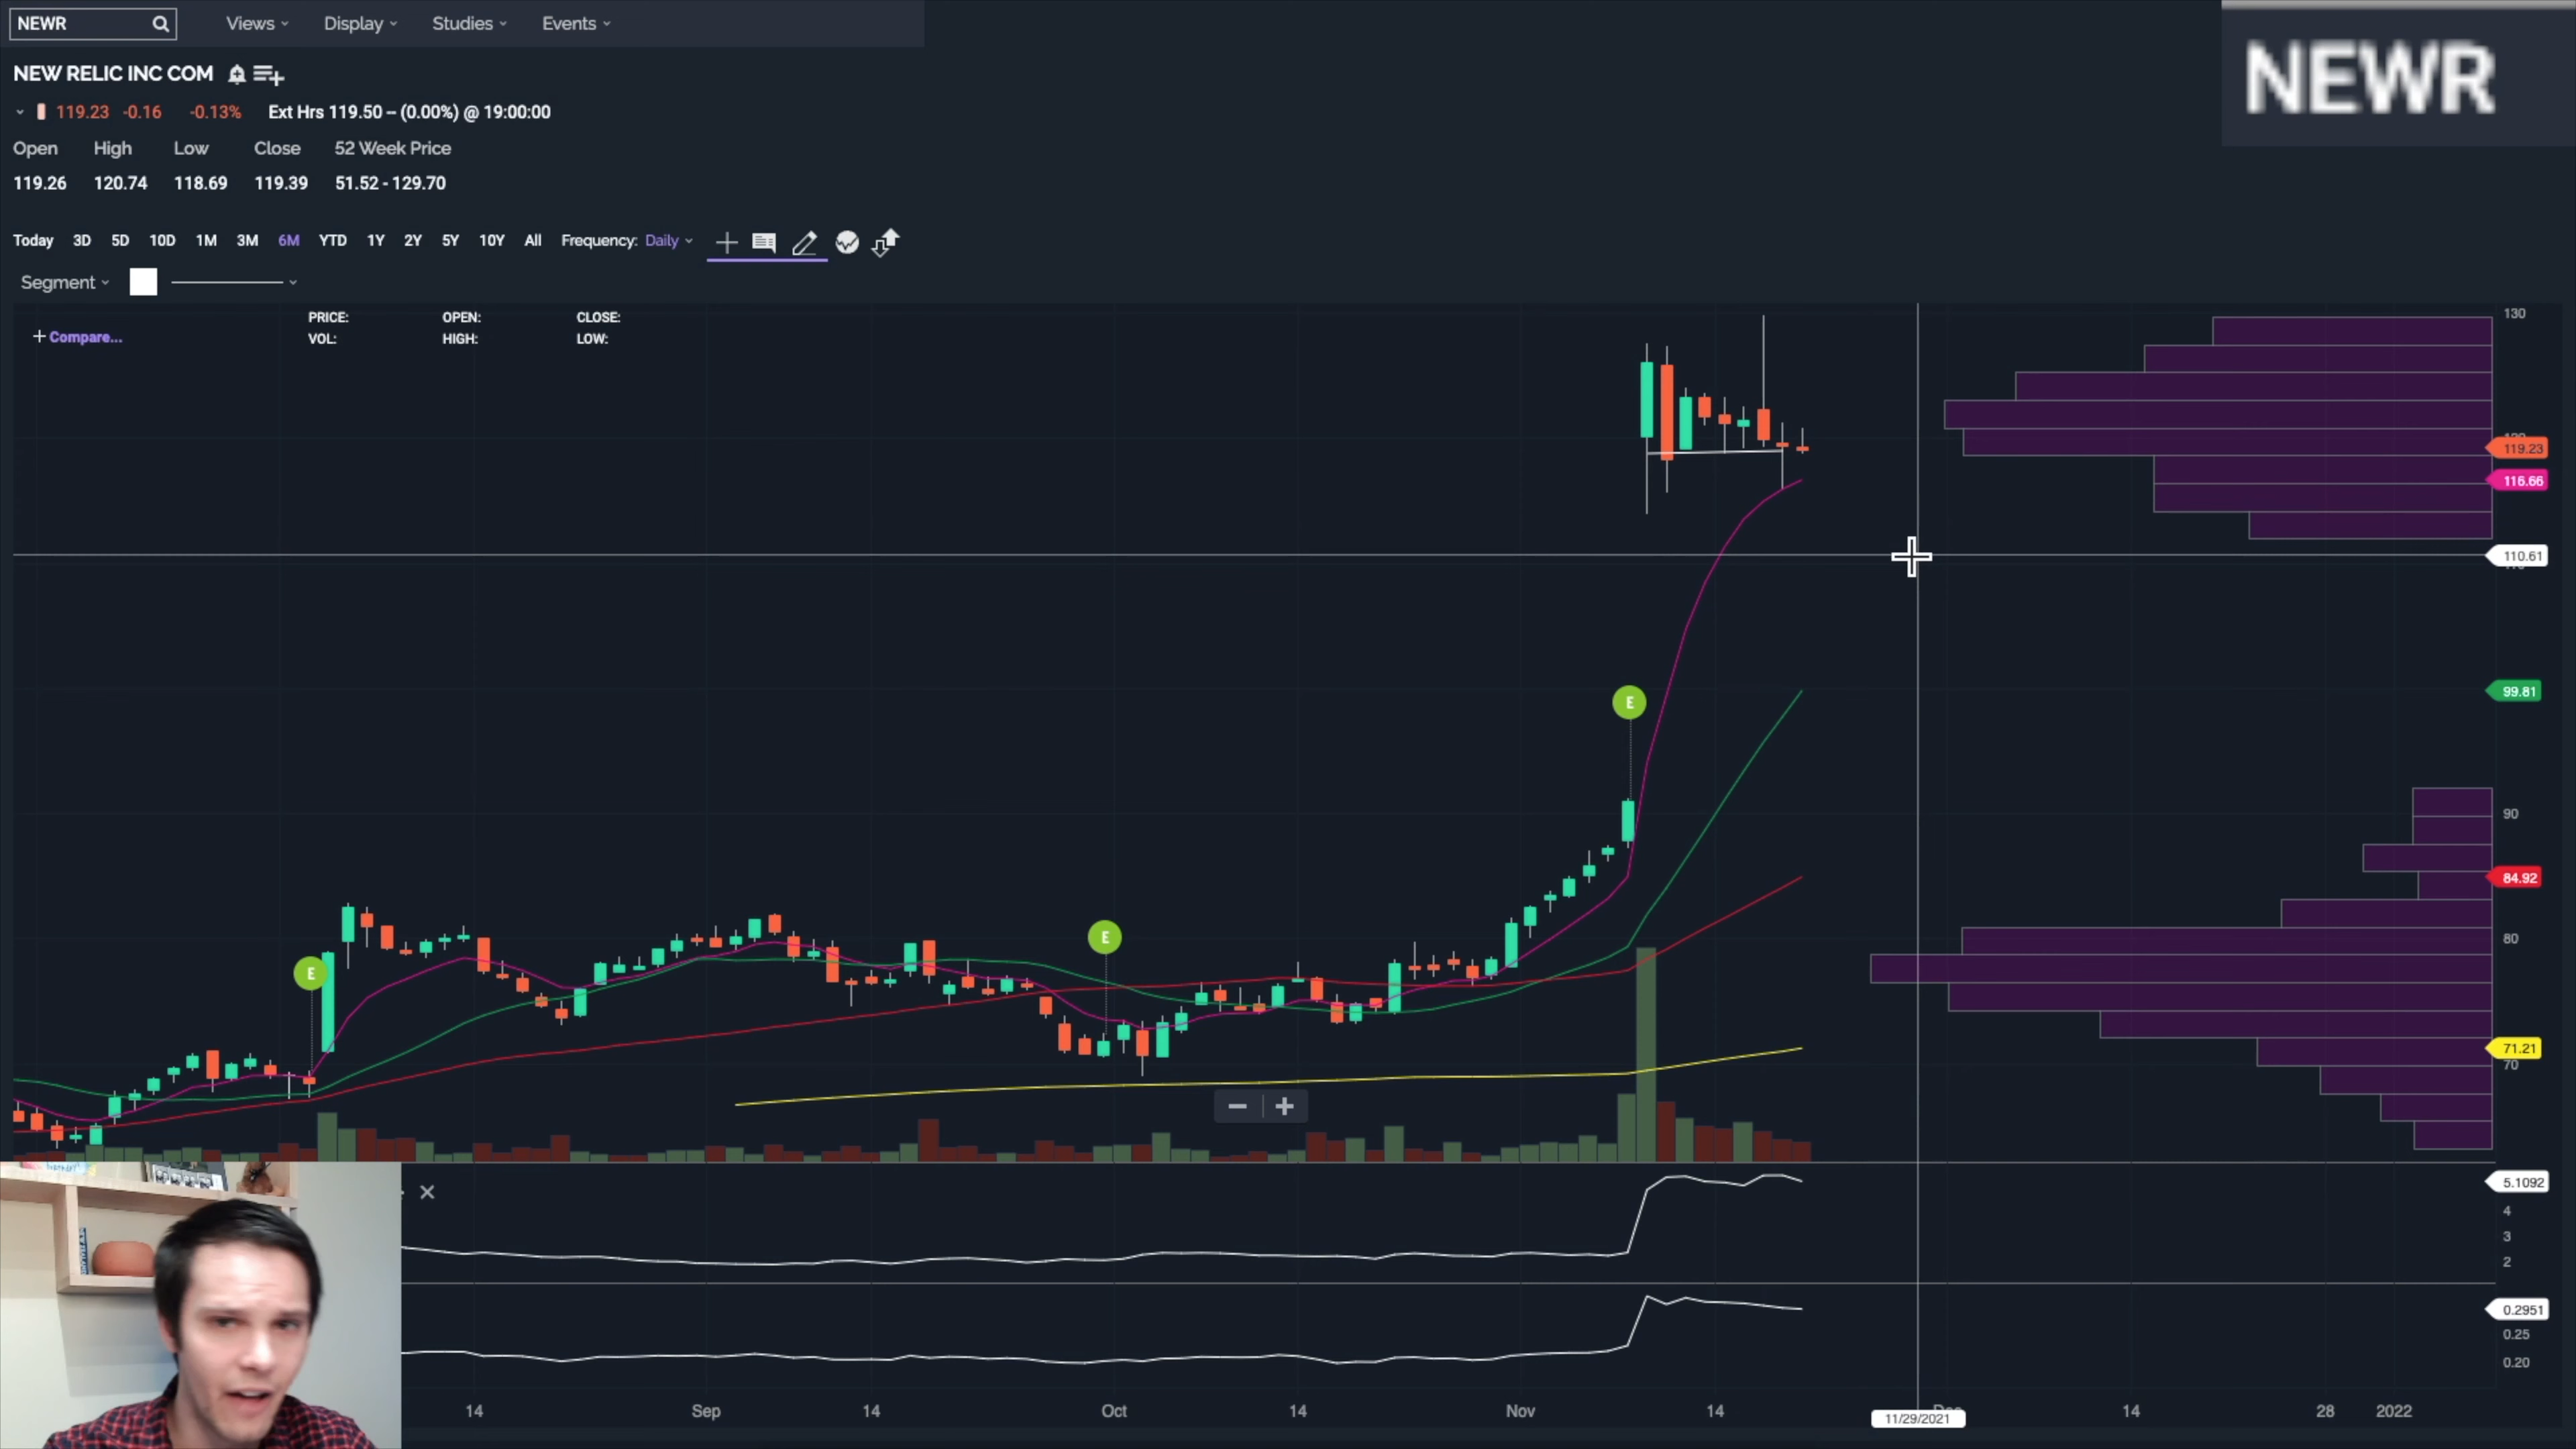 NEWR
Views Display Studies Events
NEWR
NEW RELIC INC COM
119.23 -0.16 -0.13% Ext Hrs 119.50 -- (0.00%) @ 19:00:00
Open High Low Close 52 Week Price
119.26 120.74 118.69 119.39 51.52 - 129.70
Today 3D 5D 10D 1M 3M 6M YTD 1Y 2Y 5Y 10Y All Frequency: Daily
Segment
PRICE: OPEN: CLOSE:
+ Compare...
VOL: HIGH: LOW:
130
119.23
116.66
110.61
E
99.81
90
84.92
E
80
E
71.21
70
5.1092
4
3
2
0.2951
0.25
0.20
14 Sep 14 Oct 14 Nov 14 14 28 2022
11/29/2021